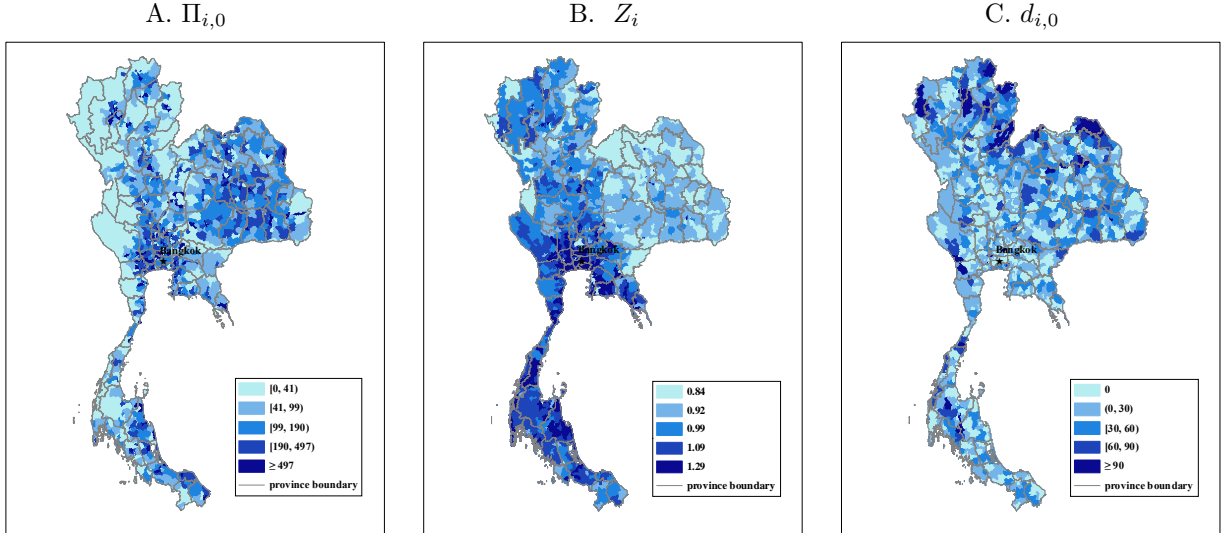 A. Π_{i,0}
B. Z_i
C. d_{i,0}
Bangkok
[0, 41)
[41, 99)
[99, 190)
[190, 497)
≥ 497
province boundary
Bangkok
0.84
0.92
0.99
1.09
1.29
province boundary
Bangkok
0
(0, 30)
[30, 60)
[60, 90)
≥ 90
province boundary